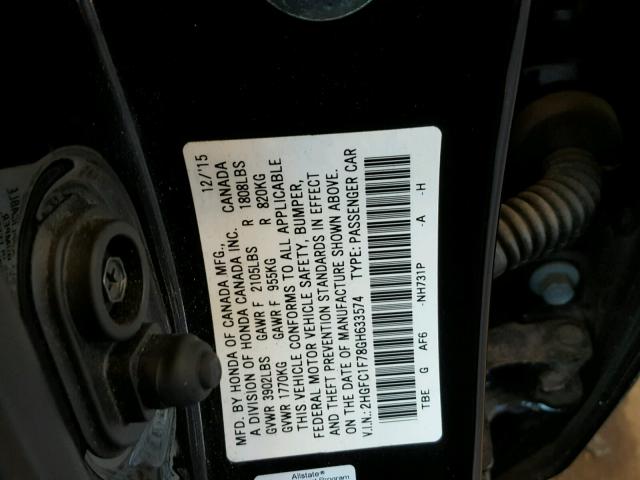 MFD. BY HONDA OF CANADA MFG., 12/'15
A DIVISION OF HONDA CANADA INC. CANADA
GVWR 3902LBS GAWR F 2105LBS R 1808LBS
GVWR 1770KG GAWR F 955KG R 820KG
THIS VEHICLE CONFORMS TO ALL APPLICABLE
FEDERAL MOTOR VEHICLE SAFETY, BUMPER,
AND THEFT PREVENTION STANDARDS IN EFFECT
ON THE DATE OF MANUFACTURE SHOWN ABOVE.
V.I.N.:2HGFC1F78GH633574 TYPE: PASSENGER CAR
TBE G AF6 -NH731P -A -H
Allstate®
Program